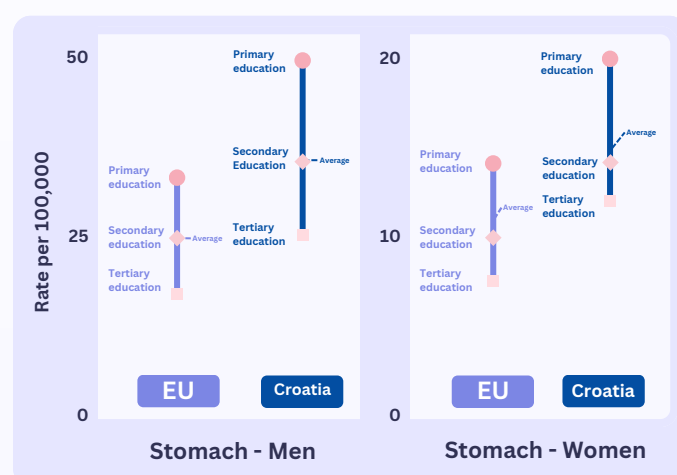 Rate per 100,000
50
25
0
Primary
education
Secondary
education
Average
Tertiary
education
EU
Primary
education
Secondary
Education
Average
Tertiary
education
Croatia
Stomach - Men
20
10
0
Primary
education
Average
Secondary
education
Tertiary
education
EU
Primary
education
Average
Secondary
education
Tertiary
education
Croatia
Stomach - Women